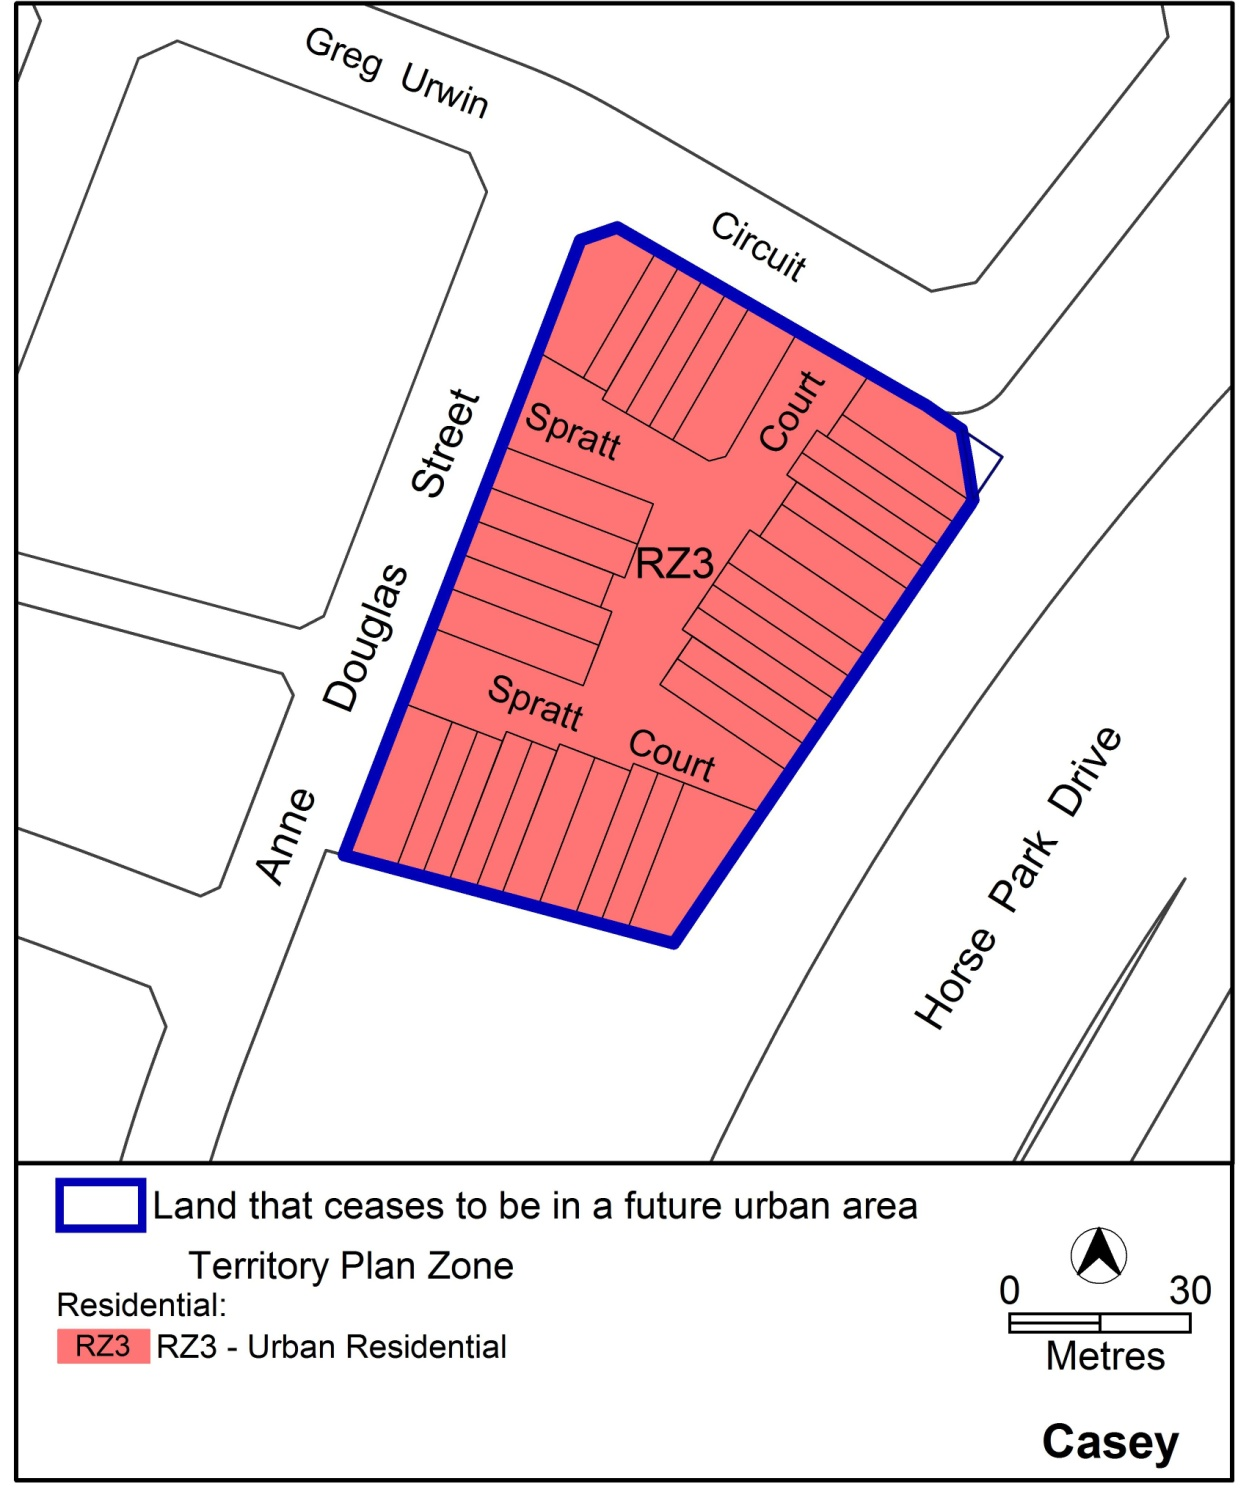 Greg Urwin
Circuit
Court
Spratt
Street
RZ3
Douglas
Spratt
Court
Anne
Horse Park Drive
Land that ceases to be in a future urban area
Territory Plan Zone
Residential:
RZ3 RZ3 - Urban Residential
0 30
Metres
Casey